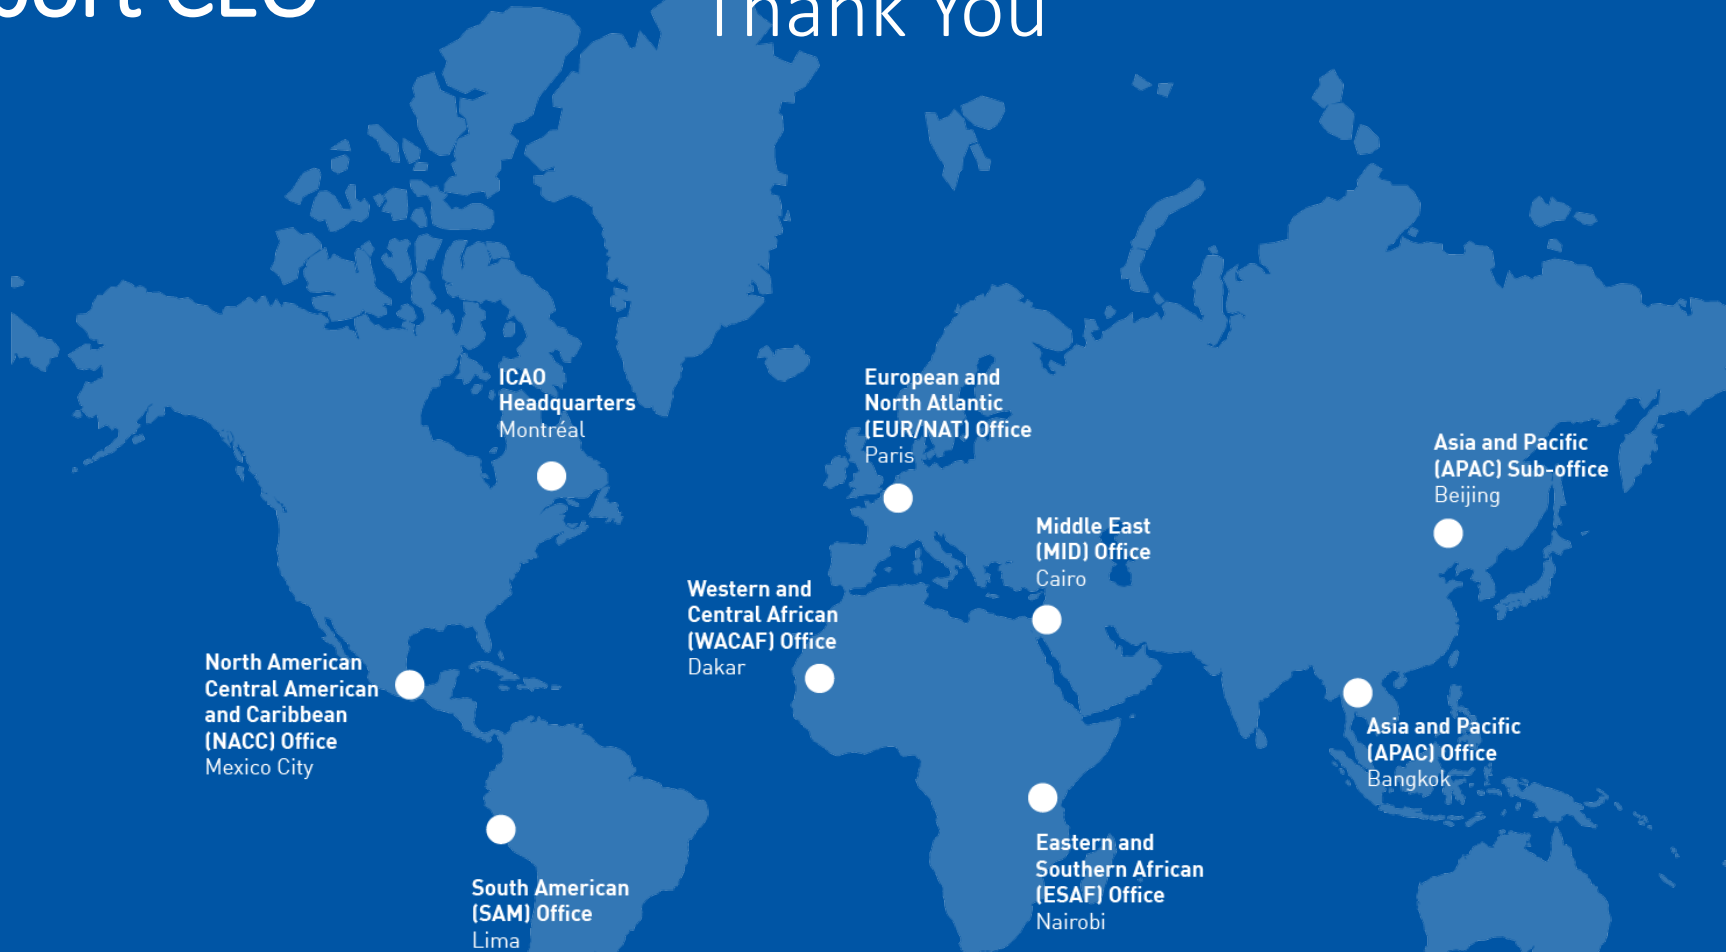 CEO
Thank You
ICAO
Headquarters
Montréal
European and
North Atlantic
(EUR/NAT) Office
Paris
Asia and Pacific
(APAC) Sub-office
Beijing
Middle East
(MID) Office
Cairo
Western and
Central African
(WACAF) Office
Dakar
North American
Central American
and Caribbean
(NACC) Office
Mexico City
Asia and Pacific
(APAC) Office
Bangkok
Eastern and
Southern African
(ESAF) Office
Nairobi
South American
(SAM) Office
Lima